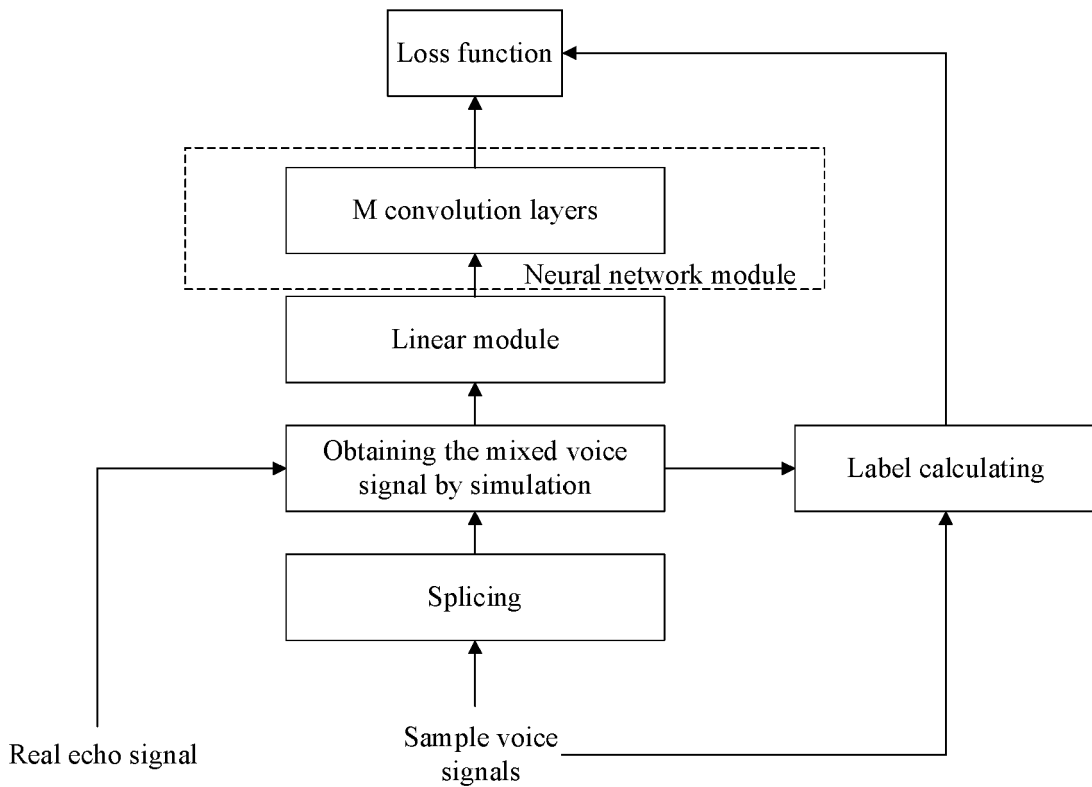 Loss function
M convolution layers
Neural network module
Linear module
Obtaining the mixed voice
signal by simulation
Label calculating
Splicing
Real echo signal
Sample voice
signals